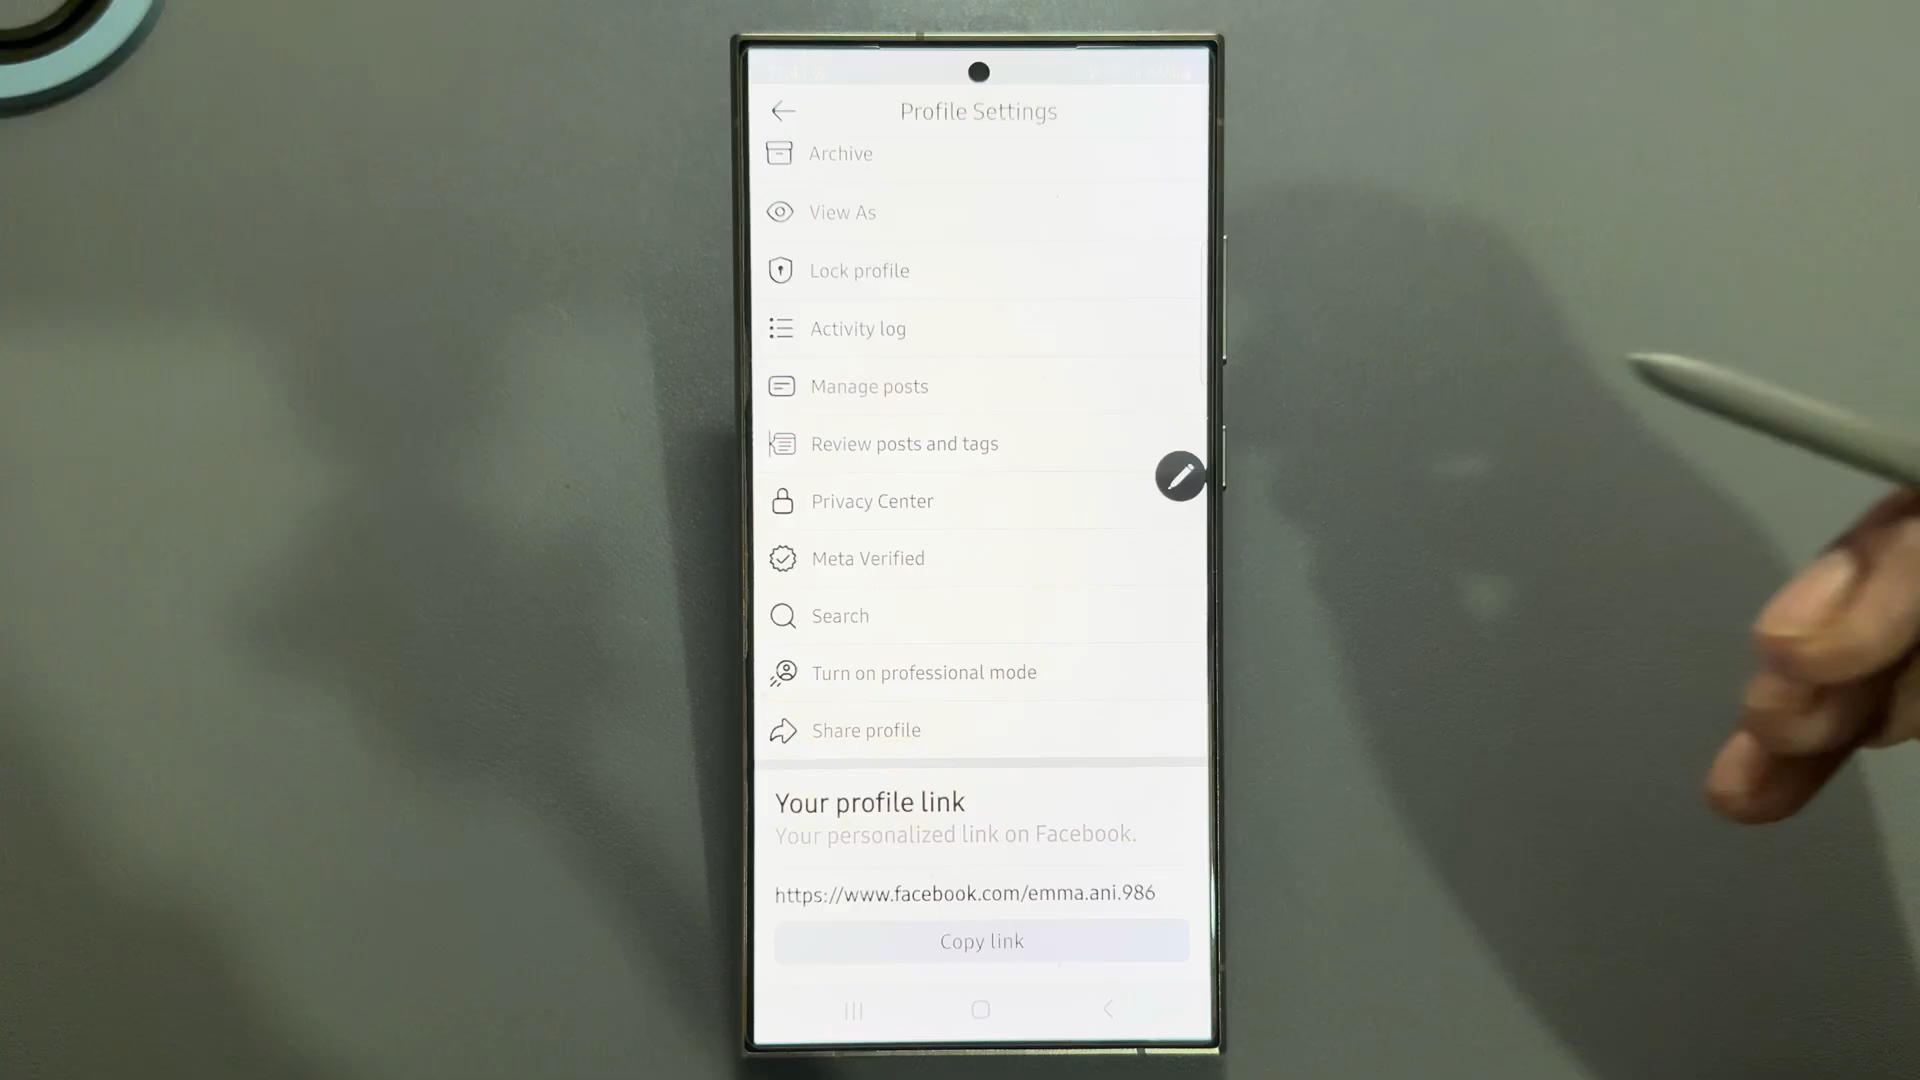 Profile Settings
Archive
View As
Lock profile
Activity log
Manage posts
Review posts and tags
Privacy Center
Meta Verified
Search
Turn on professional mode
Share profile
Your profile link
Your personalized link on Facebook.
https://www.facebook.com/emma.ani.986
Copy link